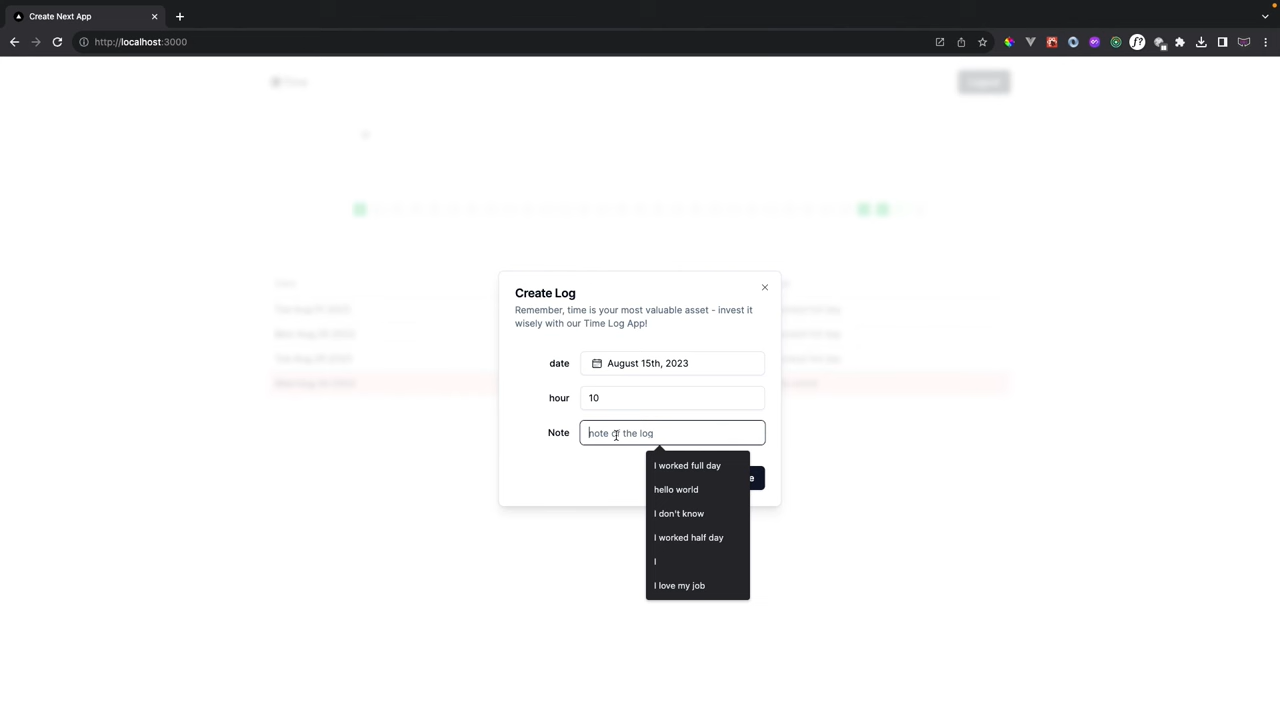 Create Next App
http://localhost:3000
Time
Logout
Create Log
Remember, time is your most valuable asset - invest it
wisely with our Time Log App!
date
August 15th, 2023
hour
10
Note
note of the log
I worked full day
hello world
I don't know
I worked half day
I
I love my job